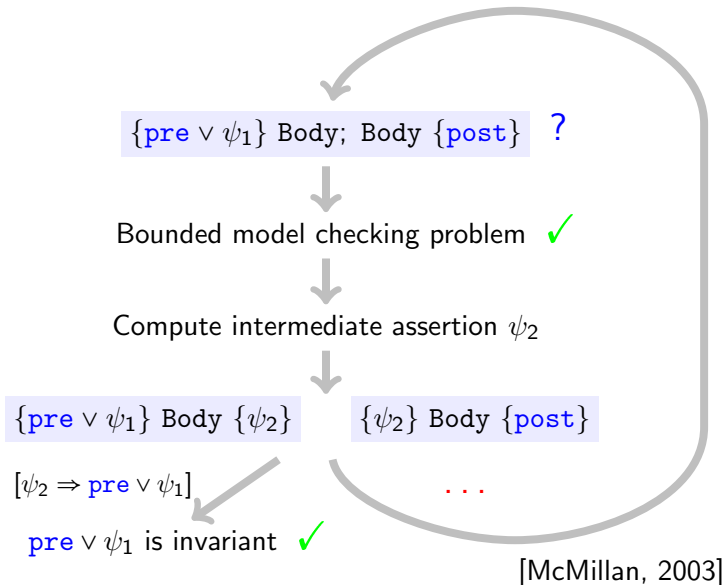 {pre ∨ ψ₁} Body; Body {post} ?
Bounded model checking problem ✓
Compute intermediate assertion ψ₂
{pre ∨ ψ₁} Body {ψ₂} {ψ₂} Body {post}
[ψ₂ ⇒ pre ∨ ψ₁] ...
pre ∨ ψ₁ is invariant ✓
[McMillan, 2003]